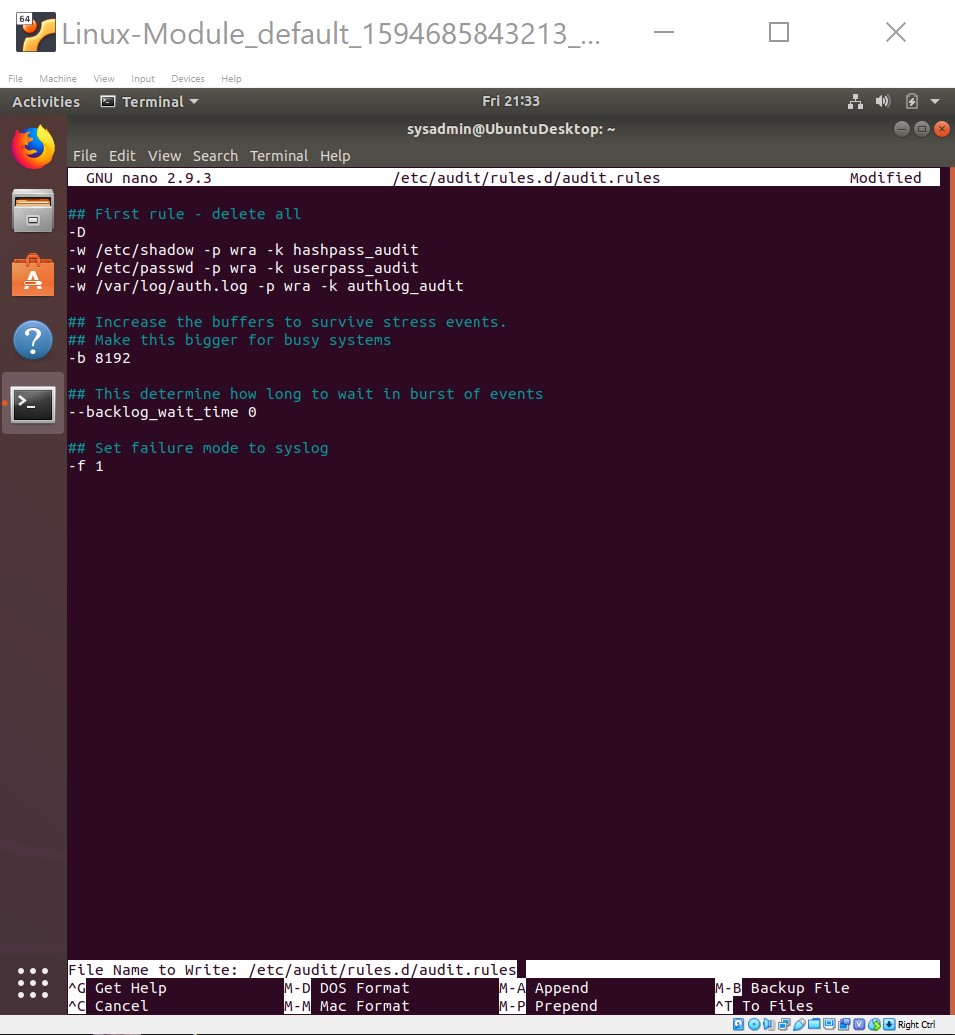 64
Linux-Module_default_1594685843213_...
File Machine View Input Devices Help
Activities Terminal Fri 21:33
sysadmin@UbuntuDesktop: ~
File Edit View Search Terminal Help
GNU nano 2.9.3 /etc/audit/rules.d/audit.rules Modified
## First rule - delete all
-D
-w /etc/shadow -p wra -k hashpass_audit
-w /etc/passwd -p wra -k userpass_audit
-w /var/log/auth.log -p wra -k authlog_audit
## Increase the buffers to survive stress events.
## Make this bigger for busy systems
-b 8192
## This determine how long to wait in burst of events
--backlog_wait_time 0
## Set failure mode to syslog
-f 1
File Name to Write: /etc/audit/rules.d/audit.rules
^G Get Help M-D DOS Format M-A Append M-B Backup File
^C Cancel M-M Mac Format M-P Prepend ^T To Files
Right Ctrl